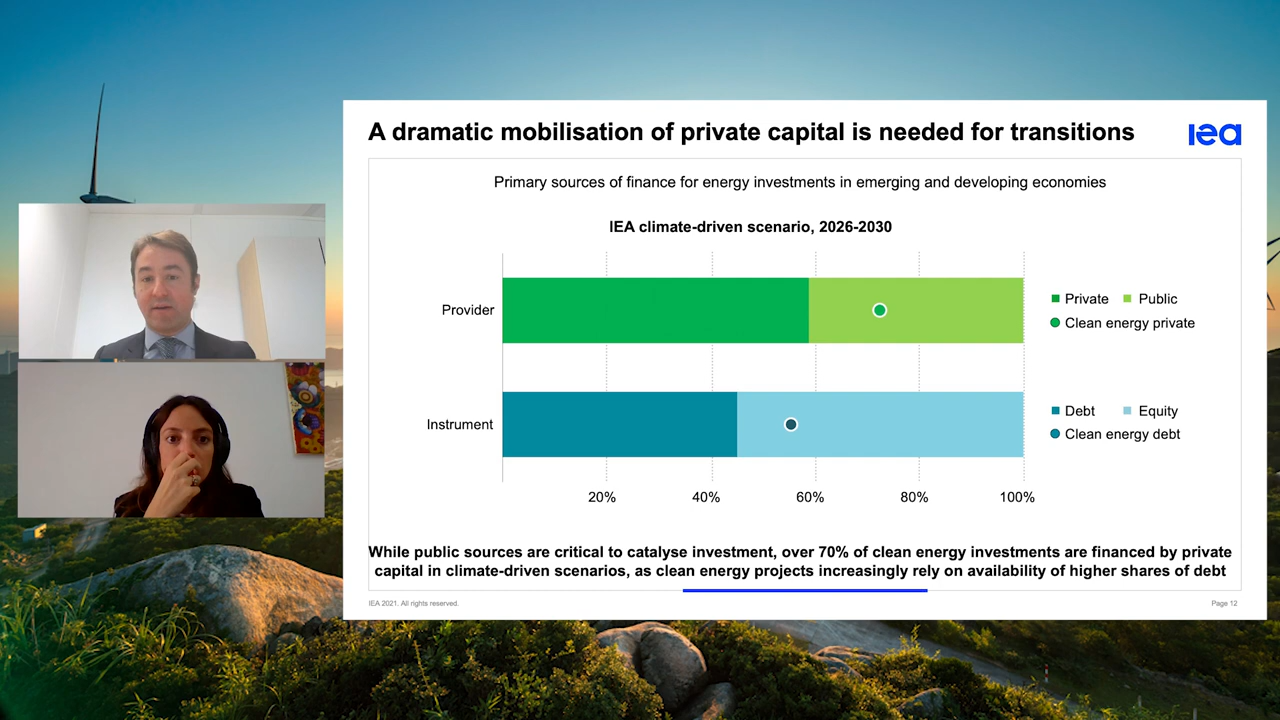 A dramatic mobilisation of private capital is needed for transitions
iea
Primary sources of finance for energy investments in emerging and developing economies
IEA climate-driven scenario, 2026-2030
Provider
Private
Public
Clean energy private
Instrument
Debt
Equity
Clean energy debt
20%
40%
60%
80%
100%
While public sources are critical to catalyse investment, over 70% of clean energy investments are financed by private
capital in climate-driven scenarios, as clean energy projects increasingly rely on availability of higher shares of debt
IEA 2021. All rights reserved.
Page 12